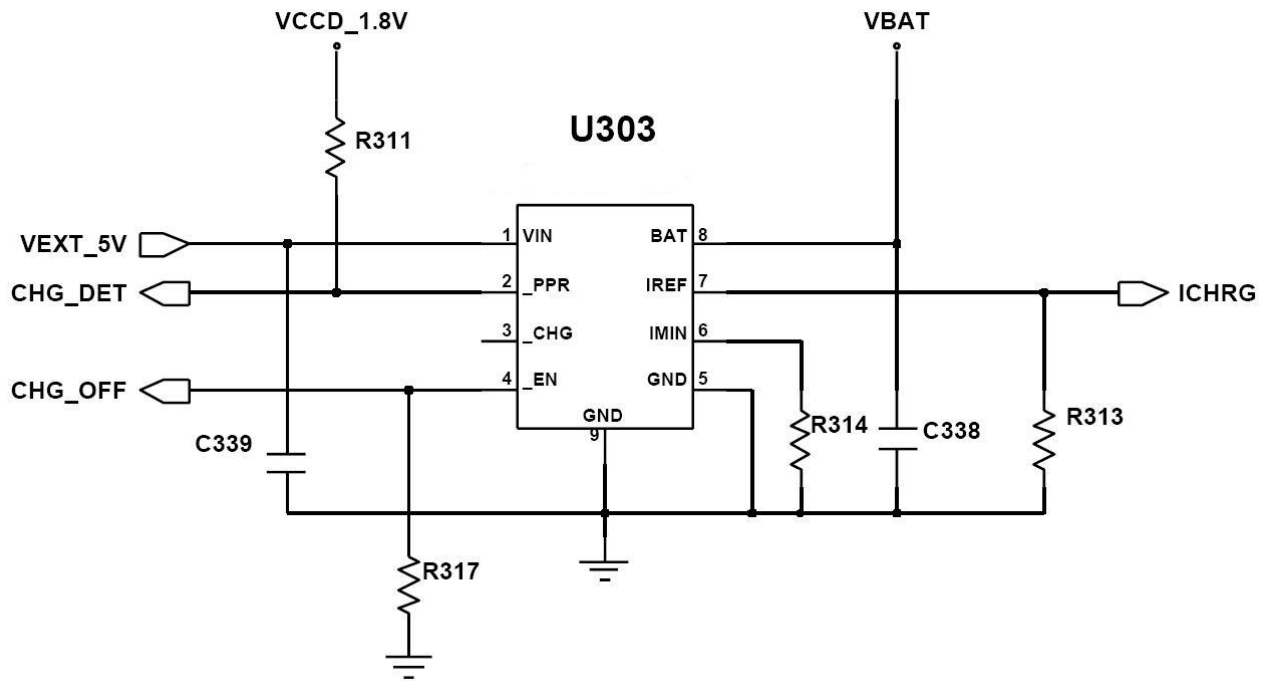 VCCD_1.8V
VBAT
U303
R311
VEXT_5V
1
VIN
BAT
8
CHG_DET
2
_PPR
IREF
7
ICHRG
3
_CHG
IMIN
6
CHG_OFF
4
_EN
GND
5
GND
9
C339
R314
C338
R313
R317